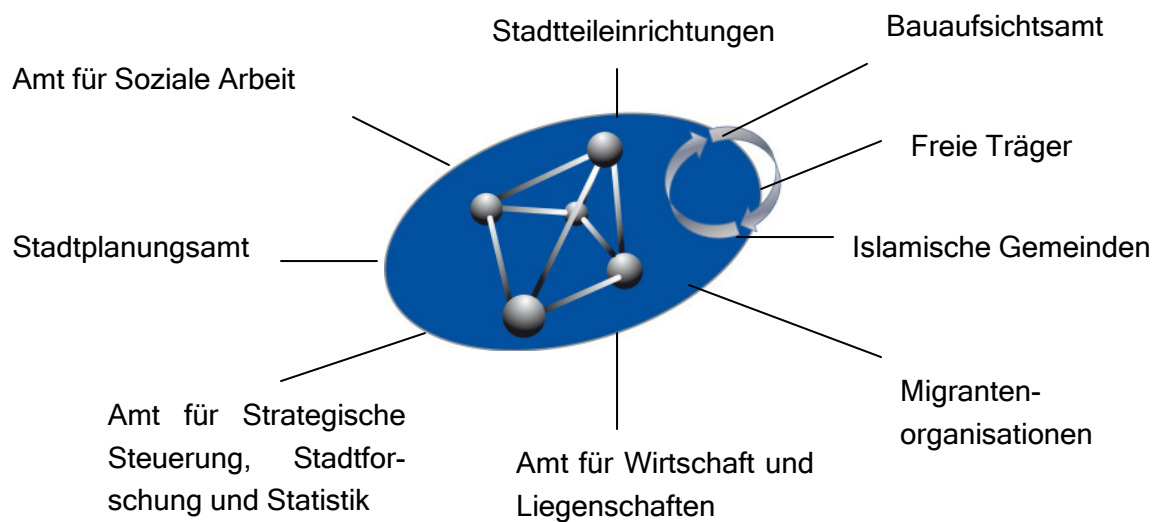 Stadtteileinrichtungen
Bauaufsichtsamt
Amt für Soziale Arbeit
Freie Träger
Stadtplanungsamt
Islamische Gemeinden
Migranten-
organisationen
Amt für Strategische
Steuerung, Stadtfor-
schung und Statistik
Amt für Wirtschaft und
Liegenschaften